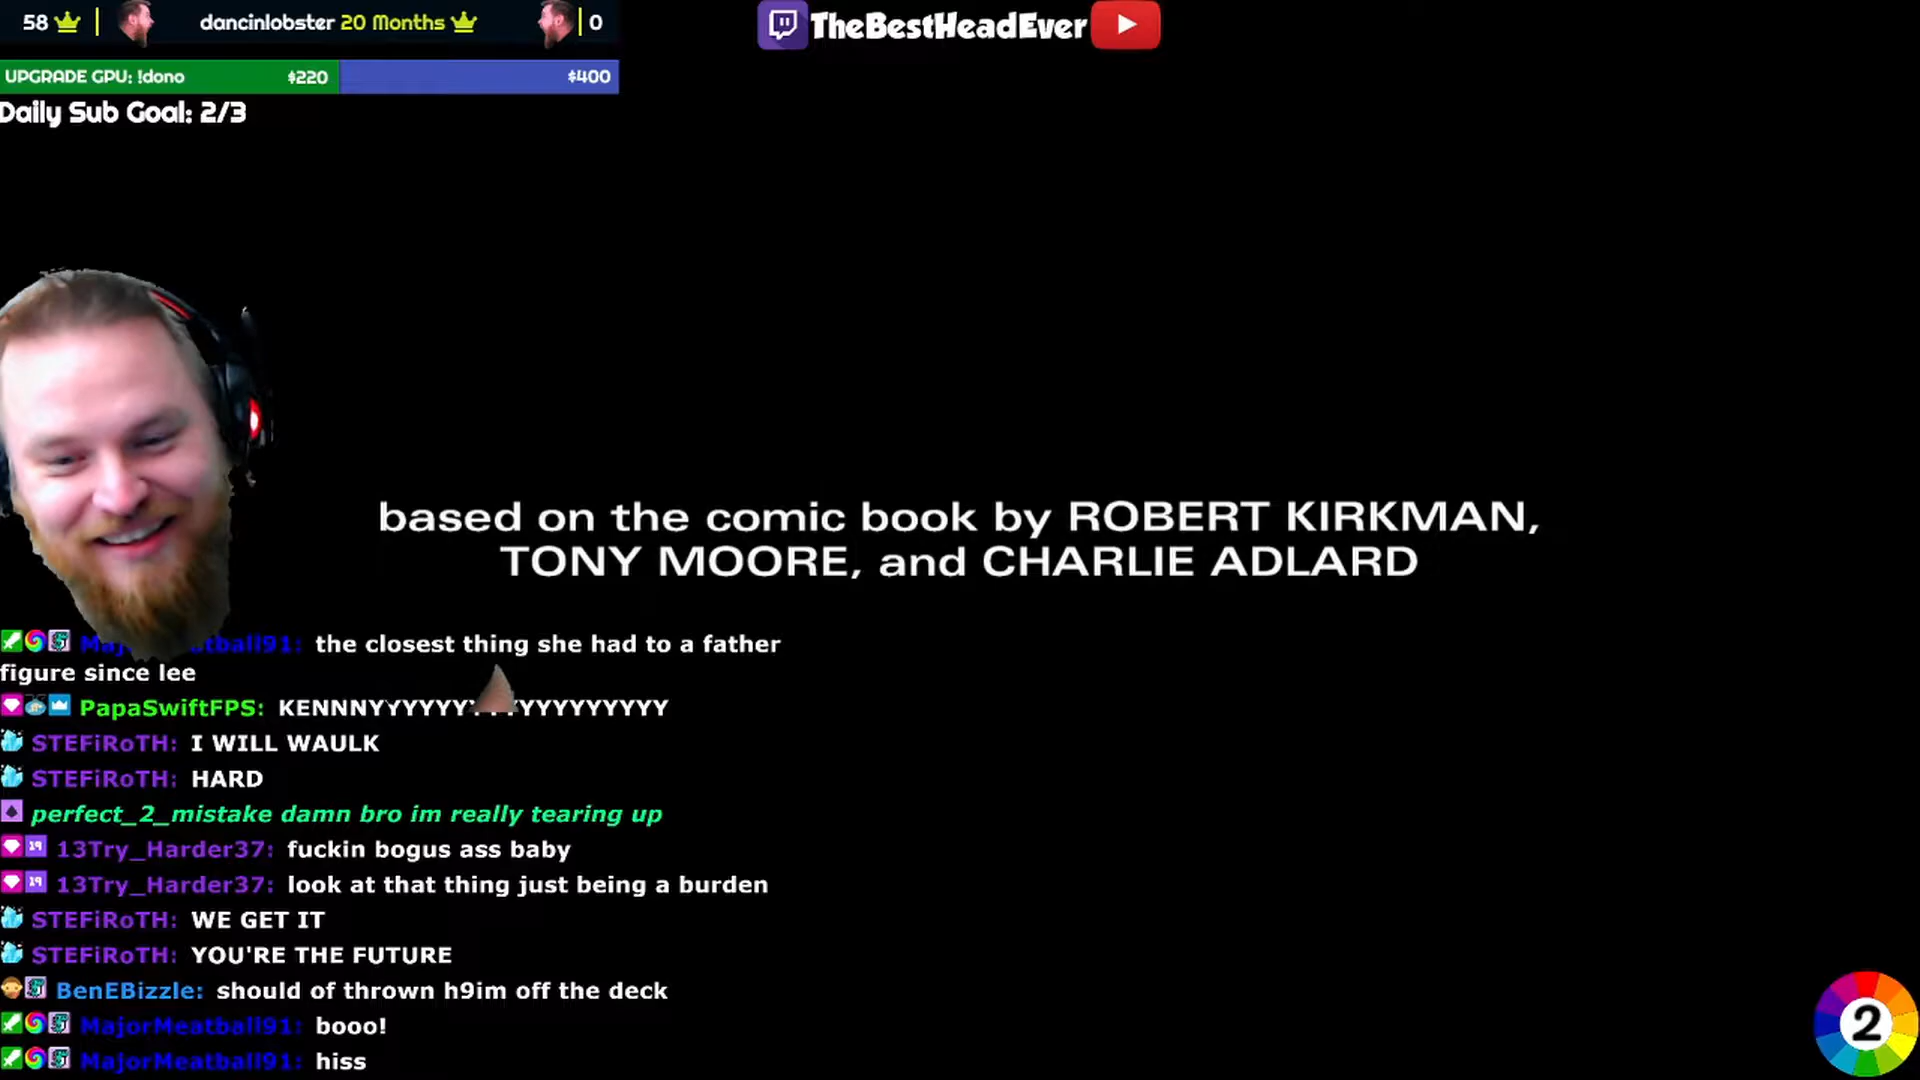 58
dancinlobster 20 Months
0
TheBestHeadEver
UPGRADE GPU: !dono $220 $400
Daily Sub Goal: 2/3
based on the comic book by ROBERT KIRKMAN,
TONY MOORE, and CHARLIE ADLARD
MajorMeatball91: the closest thing she had to a father
figure since lee
PapaSwiftFPS: KENNNYYYYYYYYYYYYYYYYYY
STEFiRoTH: I WILL WAULK
STEFiRoTH: HARD
perfect_2_mistake damn bro im really tearing up
19 13Try_Harder37: fuckin bogus ass baby
19 13Try_Harder37: look at that thing just being a burden
STEFiRoTH: WE GET IT
STEFiRoTH: YOU'RE THE FUTURE
BenEBizzle: should of thrown h9im off the deck
MajorMeatball91: booo!
MajorMeatball91: hiss
2